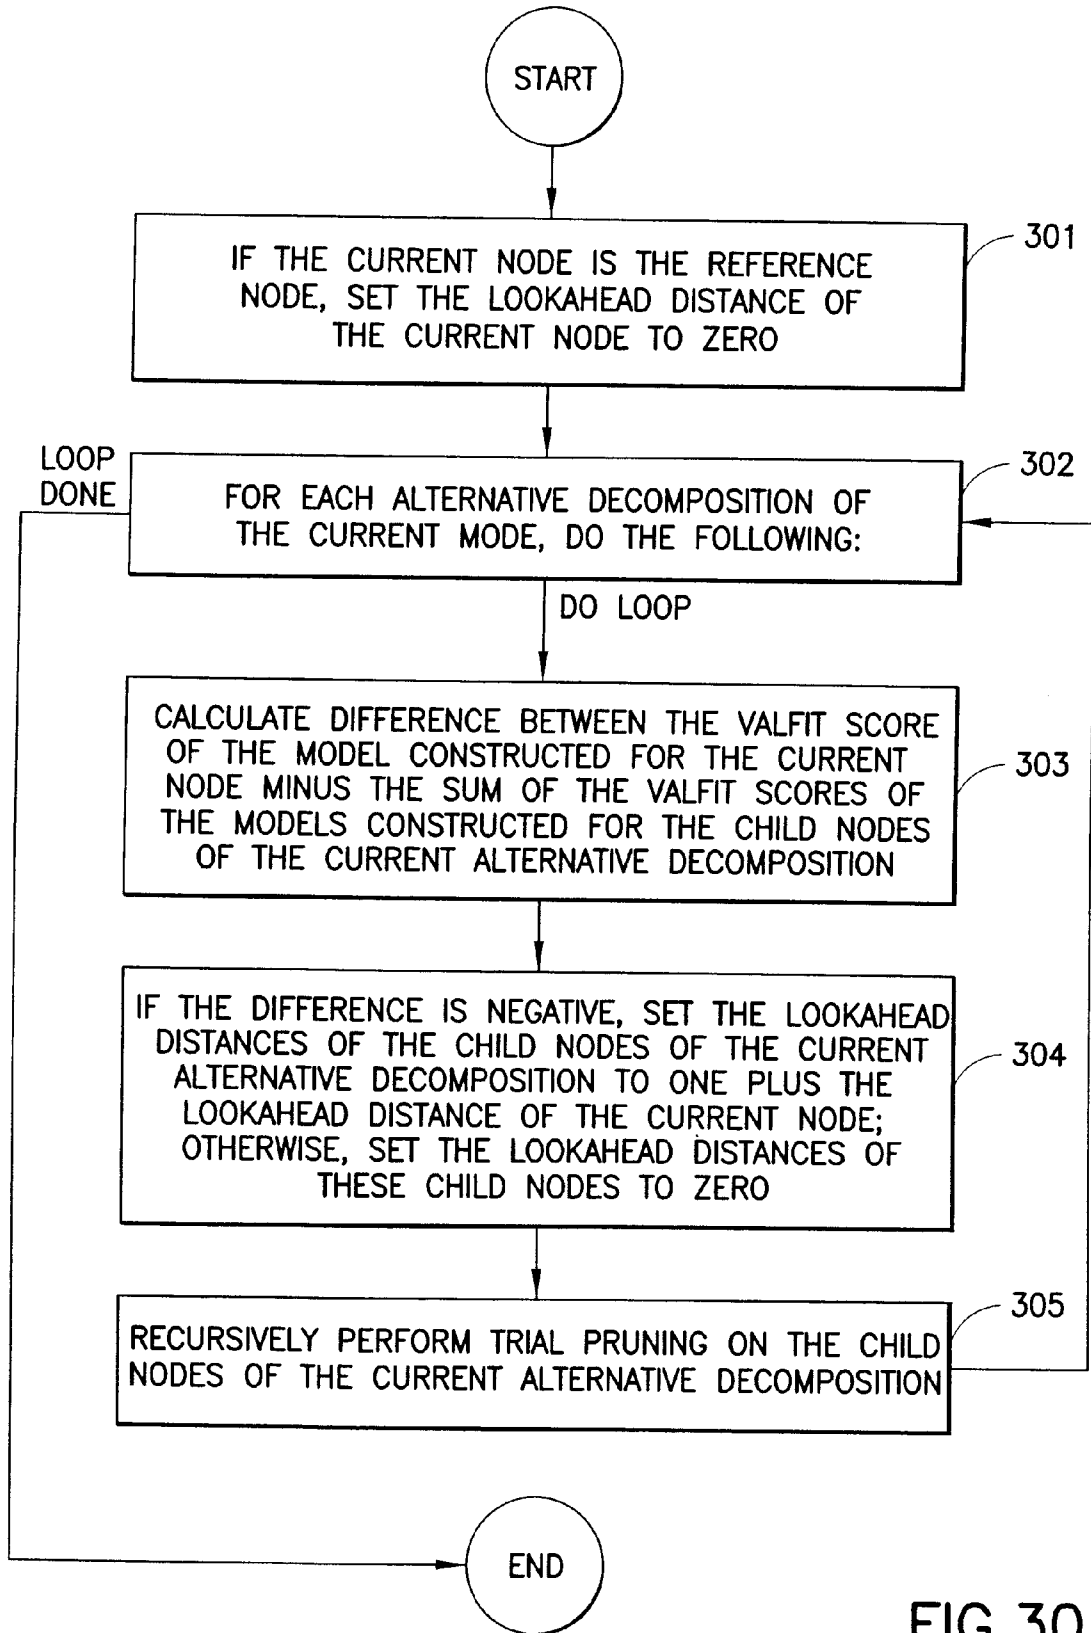 START
IF THE CURRENT NODE IS THE REFERENCE
NODE, SET THE LOOKAHEAD DISTANCE OF
THE CURRENT NODE TO ZERO
301
LOOP
DONE
FOR EACH ALTERNATIVE DECOMPOSITION OF
THE CURRENT MODE, DO THE FOLLOWING:
302
DO LOOP
CALCULATE DIFFERENCE BETWEEN THE VALFIT SCORE
OF THE MODEL CONSTRUCTED FOR THE CURRENT
NODE MINUS THE SUM OF THE VALFIT SCORES OF
THE MODELS CONSTRUCTED FOR THE CHILD NODES
OF THE CURRENT ALTERNATIVE DECOMPOSITION
303
IF THE DIFFERENCE IS NEGATIVE, SET THE LOOKAHEAD
DISTANCES OF THE CHILD NODES OF THE CURRENT
ALTERNATIVE DECOMPOSITION TO ONE PLUS THE
LOOKAHEAD DISTANCE OF THE CURRENT NODE;
OTHERWISE, SET THE LOOKAHEAD DISTANCES OF
THESE CHILD NODES TO ZERO
304
RECURSIVELY PERFORM TRIAL PRUNING ON THE CHILD
NODES OF THE CURRENT ALTERNATIVE DECOMPOSITION
305
END
FIG. 30